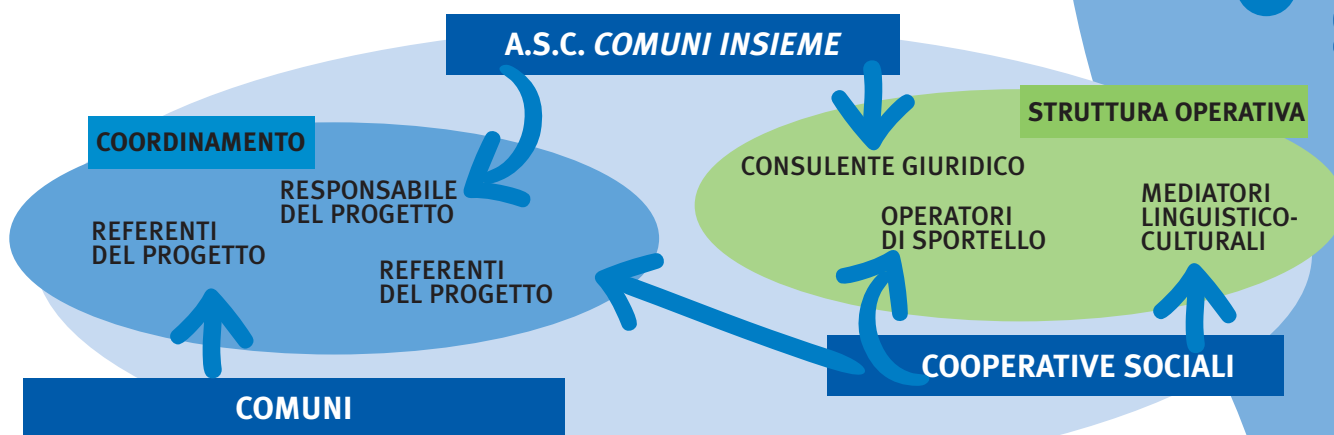 A.S.C. COMUNI INSIEME
COORDINAMENTO
RESPONSABILE
DEL PROGETTO
REFERENTI
DEL PROGETTO
REFERENTI
DEL PROGETTO
STRUTTURA OPERATIVA
CONSULENTE GIURIDICO
OPERATORI
DI SPORTELLO
MEDIATORI
LINGUISTICO-
CULTURALI
COOPERATIVE SOCIALI
COMUNI